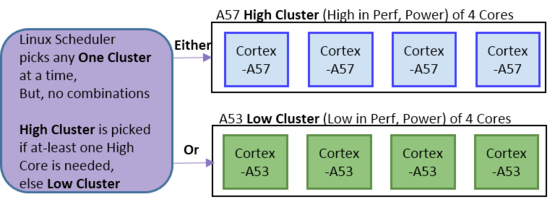 A57 High Cluster (High in Perf, Power) of 4 Cores
Linux Scheduler
picks any One Cluster
at a time,
But, no combinations
High Cluster is picked
if at-least one High
Core is needed,
else Low Cluster
Either
Cortex
-A57
Cortex
-A57
Cortex
-A57
Cortex
-A57
A53 Low Cluster (Low in Perf, Power) of 4 Cores
Or
Cortex
-A53
Cortex
-A53
Cortex
-A53
Cortex
-A53